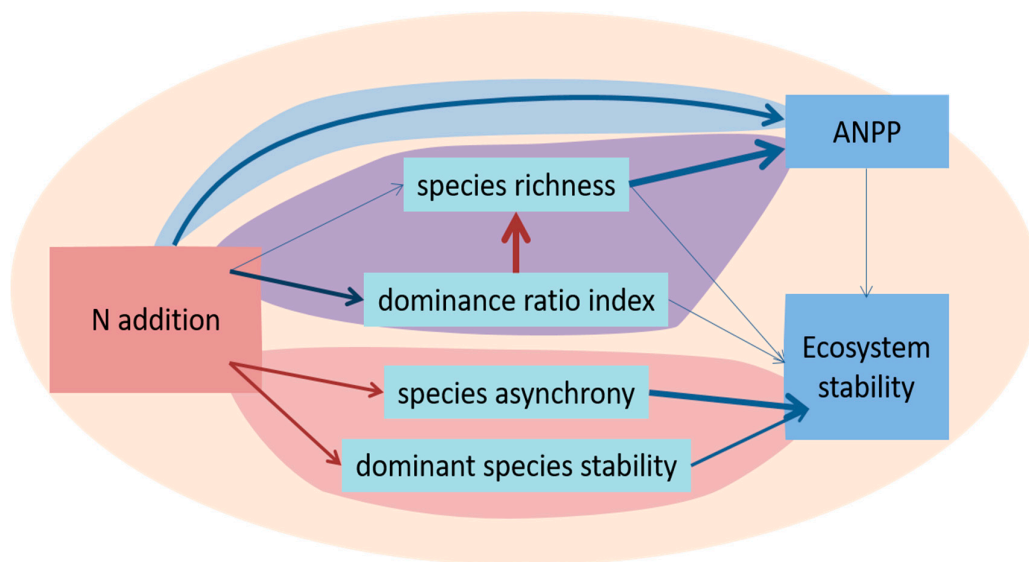 ANPP
species richness
dominance ratio index
N addition
Ecosystem
stability
species asynchrony
dominant species stability